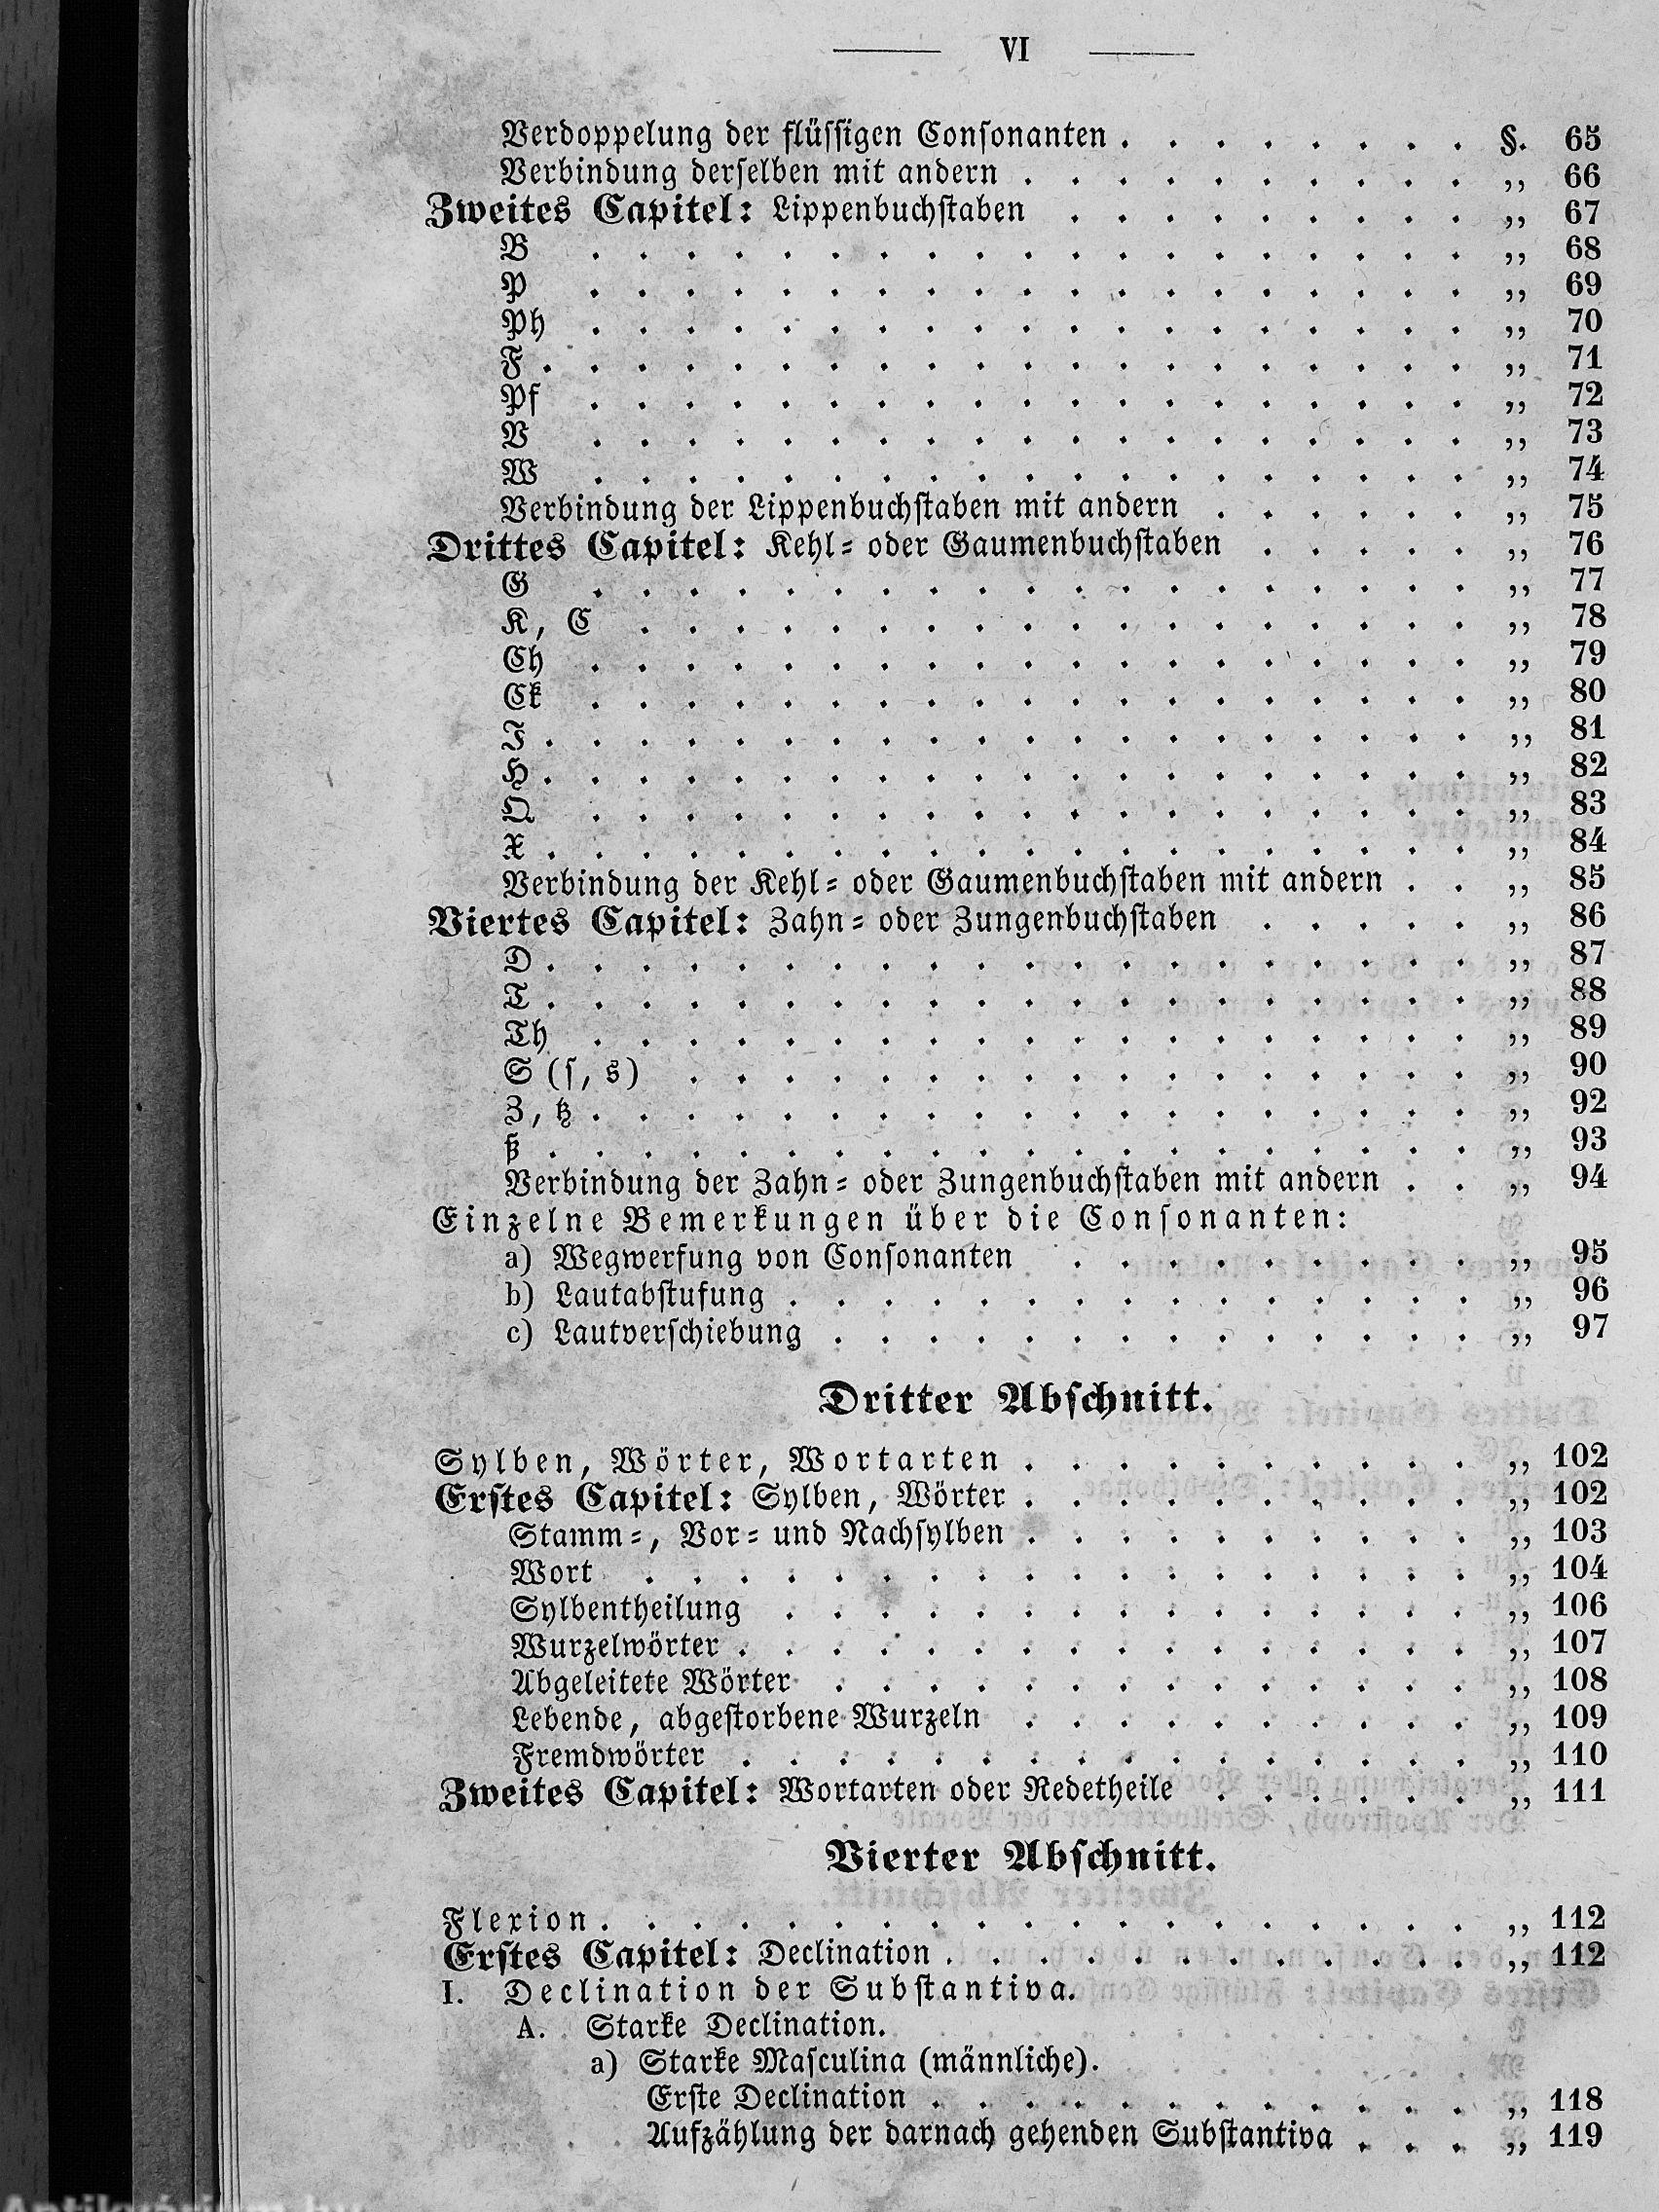 VI
Verdoppelung der flüſſigen Conſonanten . . . . . . . . §. 65
Verbindung derſelben mit andern . . . . . . . . . . „ 66
Zweites Capitel: Lippenbuchſtaben . . . . . . . . . „ 67
B . . . . . . . . . . . . . . . . . . . „ 68
P . . . . . . . . . . . . . . . . . . . „ 69
Ph . . . . . . . . . . . . . . . . . . . „ 70
F . . . . . . . . . . . . . . . . . . . . „ 71
Pf . . . . . . . . . . . . . . . . . . . „ 72
V . . . . . . . . . . . . . . . . . . . „ 73
W . . . . . . . . . . . . . . . . . . . „ 74
Verbindung der Lippenbuchſtaben mit andern . . . . . . „ 75
Drittes Capitel: Kehl- oder Gaumenbuchſtaben . . . . . „ 76
G . . . . . . . . . . . . . . . . . . . „ 77
K, C . . . . . . . . . . . . . . . . . . „ 78
Ch . . . . . . . . . . . . . . . . . . . „ 79
Ck . . . . . . . . . . . . . . . . . . . „ 80
J . . . . . . . . . . . . . . . . . . . . „ 81
H . . . . . . . . . . . . . . . . . . . . „ 82
Q . . . . . . . . . . . . . . . . . . . „ 83
X . . . . . . . . . . . . . . . . . . . . „ 84
Verbindung der Kehl- oder Gaumenbuchſtaben mit andern . . „ 85
Viertes Capitel: Zahn- oder Zungenbuchſtaben . . . . . „ 86
D . . . . . . . . . . . . . . . . . . . . „ 87
T . . . . . . . . . . . . . . . . . . . . „ 88
Th . . . . . . . . . . . . . . . . . . . „ 89
S (ſ, s) . . . . . . . . . . . . . . . . . „ 90
Z, tz . . . . . . . . . . . . . . . . . . . „ 92
ß . . . . . . . . . . . . . . . . . . . . „ 93
Verbindung der Zahn- oder Zungenbuchſtaben mit andern . . „ 94
Einzelne Bemerkungen über die Conſonanten:
a) Wegwerfung von Conſonanten . . . . . . . . . „ 95
b) Lautabſtufung . . . . . . . . . . . . . . . „ 96
c) Lautverſchiebung . . . . . . . . . . . . . . „ 97
Dritter Abſchnitt.
Sylben, Wörter, Wortarten . . . . . . . . . . „ 102
Erſtes Capitel: Sylben, Wörter . . . . . . . . . . „ 102
Stamm-, Vor- und Nachſylben . . . . . . . . . . „ 103
Wort . . . . . . . . . . . . . . . . . . „ 104
Sylbentheilung . . . . . . . . . . . . . . . „ 106
Wurzelwörter . . . . . . . . . . . . . . . . „ 107
Abgeleitete Wörter . . . . . . . . . . . . . . „ 108
Lebende, abgeſtorbene Wurzeln . . . . . . . . . . „ 109
Fremdwörter . . . . . . . . . . . . . . . . „ 110
Zweites Capitel: Wortarten oder Redetheile . . . . . . „ 111
Vierter Abſchnitt.
Flexion . . . . . . . . . . . . . . . . . . . „ 112
Erſtes Capitel: Declination . . . . . . . . . . . . „ 112
I. Declination der Subſtantiva.
A. Starke Declination.
a) Starke Maſculina (männliche).
Erſte Declination . . . . . . . . . . . . „ 118
Aufzählung der darnach gehenden Subſtantiva . . . „ 119